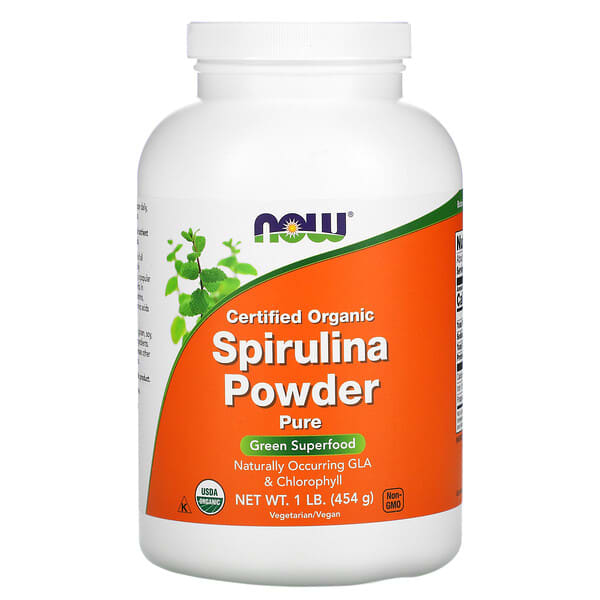 now®
Certified Organic
Spirulina
Powder
Pure
Green Superfood
Naturally Occurring GLA
& Chlorophyll
USDA
ORGANIC
K
NET WT. 1 LB. (454 g)
Non-
GMO
Vegetarian/Vegan